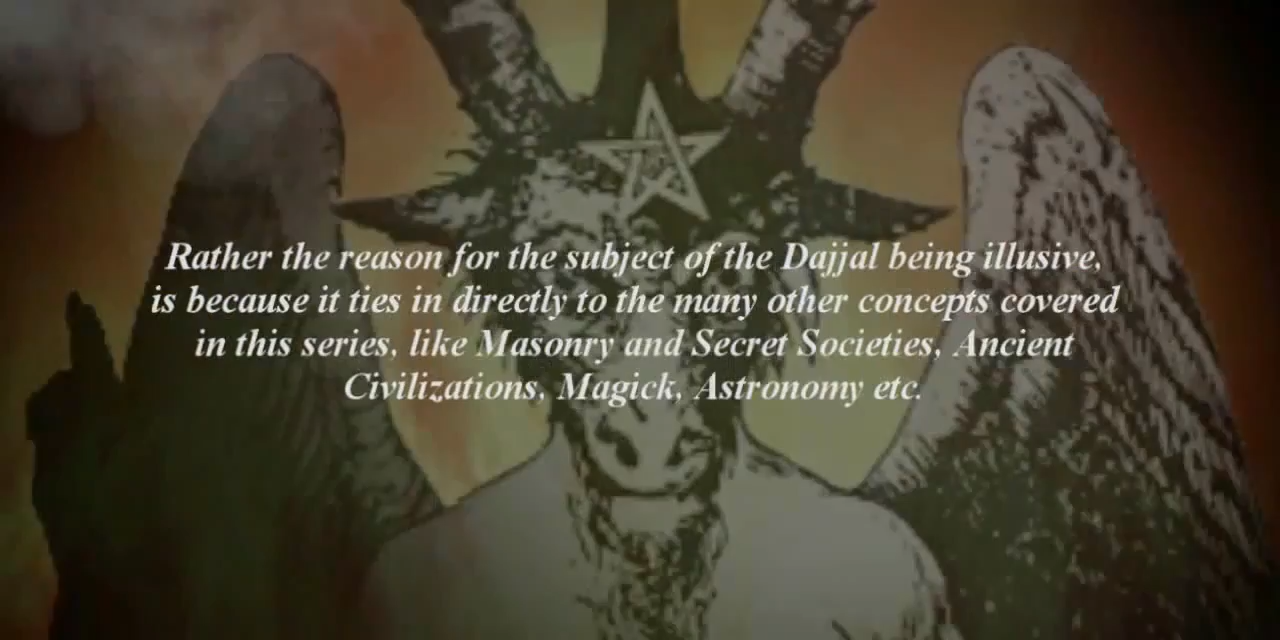 Rather the reason for the subject of the Dajjal being illusive,
is because it ties in directly to the many other concepts covered
in this series, like Masonry and Secret Societies, Ancient
Civilizations, Magick, Astronomy etc.